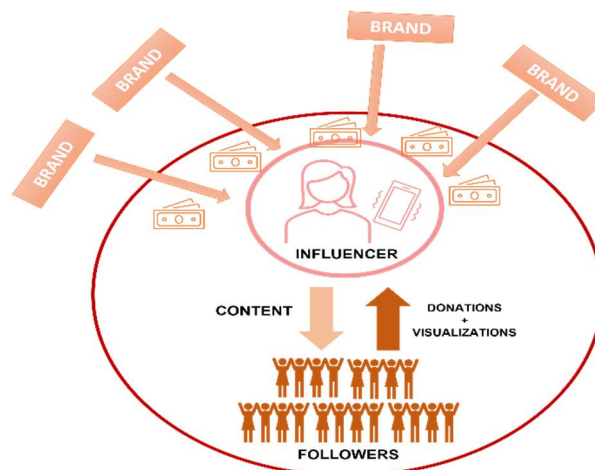 BRAND
BRAND
BRAND
BRAND
INFLUENCER
CONTENT
DONATIONS
+
VISUALIZATIONS
FOLLOWERS